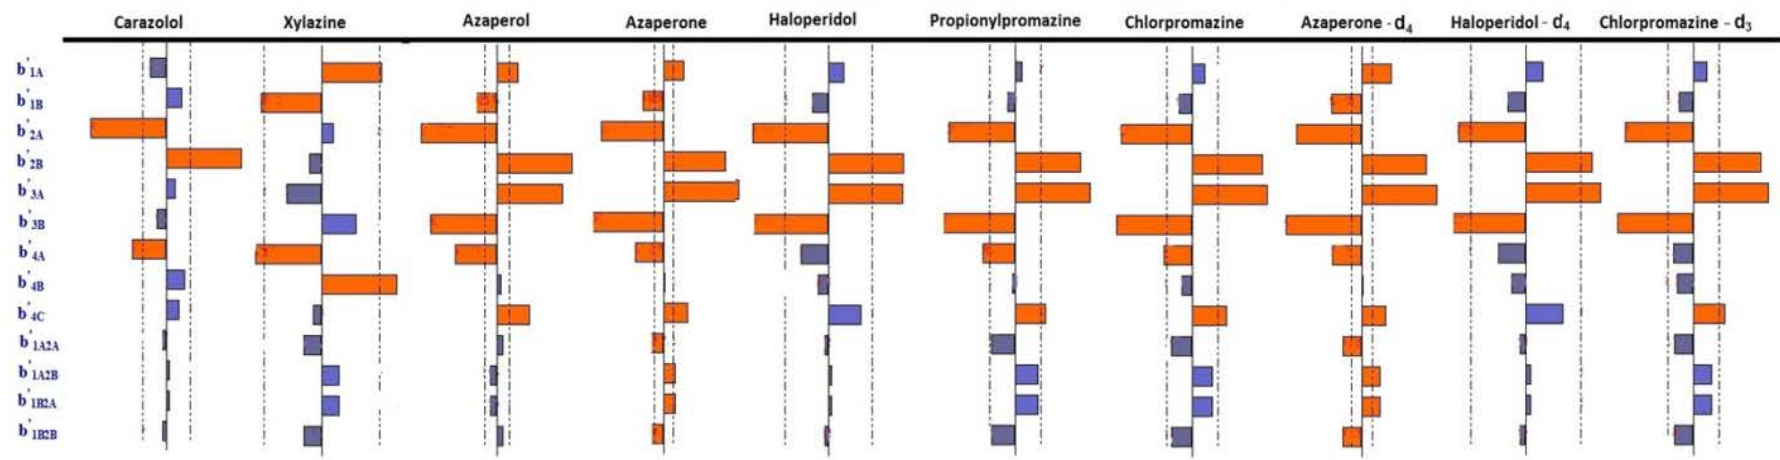 Carazolol Xylazine Azaperol Azaperone Haloperidol Propionylpromazine Chlorpromazine Azaperone - d4 Haloperidol - d4 Chlorpromazine - d3
b'1A
b'1B
b'2A
b'2B
b'3A
b'3B
b'4A
b'4B
b'4C
b'1A2A
b'1A2B
b'1B2A
b'1B2B